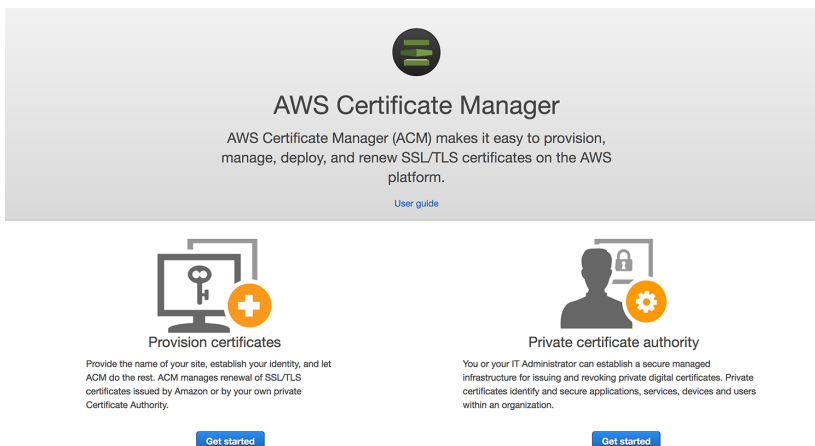 AWS Certificate Manager
AWS Certificate Manager (ACM) makes it easy to provision,
manage, deploy, and renew SSL/TLS certificates on the AWS
platform.
User guide
Provision certificates
Provide the name of your site, establish your identity, and let
ACM do the rest. ACM manages renewal of SSL/TLS
certificates issued by Amazon or by your own private
Certificate Authority.
Get started
Private certificate authority
You or your IT Administrator can establish a secure managed
infrastructure for issuing and revoking private digital certificates. Private
certificates identify and secure applications, services, devices and users
within an organization.
Get started